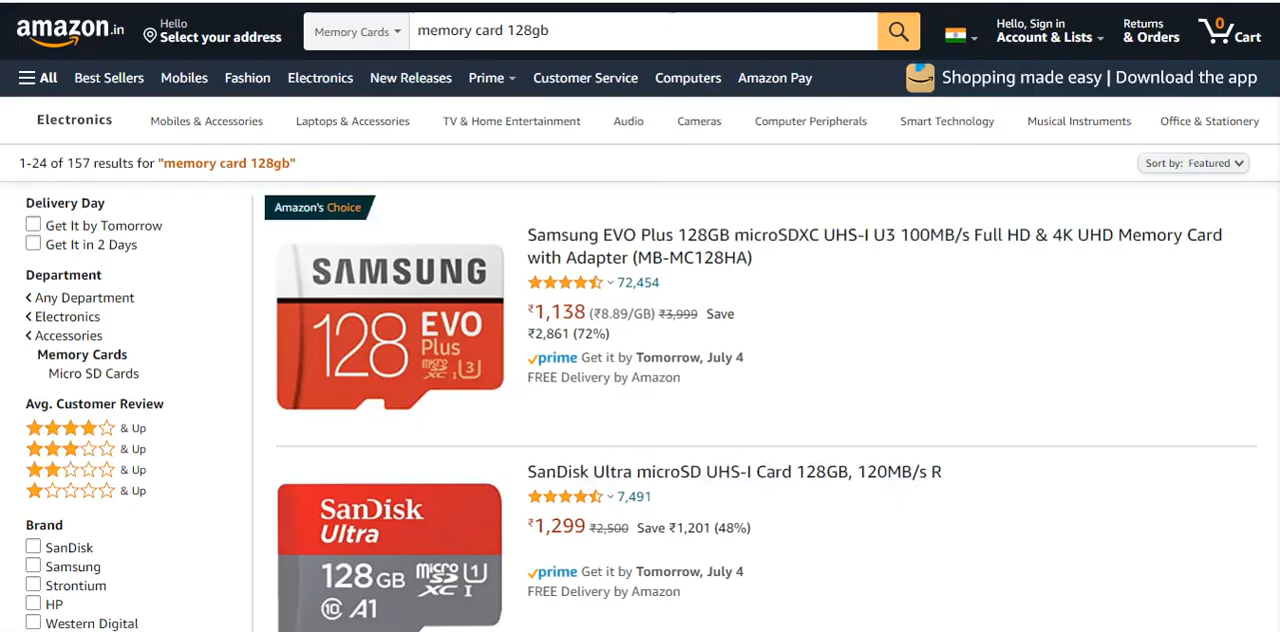 amazon.in
Hello
Select your address
Memory Cards
memory card 128gb
Hello, Sign in
Account & Lists
Returns
& Orders
0
Cart
All
Best Sellers
Mobiles
Fashion
Electronics
New Releases
Prime
Customer Service
Computers
Amazon Pay
Shopping made easy | Download the app
Electronics
Mobiles & Accessories
Laptops & Accessories
TV & Home Entertainment
Audio
Cameras
Computer Peripherals
Smart Technology
Musical Instruments
Office & Stationery
1-24 of 157 results for "memory card 128gb"
Sort by: Featured
Delivery Day
Get It by Tomorrow
Get It in 2 Days
Department
Any Department
Electronics
Accessories
Memory Cards
Micro SD Cards
Avg. Customer Review
& Up
& Up
& Up
& Up
Brand
SanDisk
Samsung
Strontium
HP
Western Digital
Amazon's Choice
SAMSUNG
128
EVO
Plus
micro
SD
XC I
3
Samsung EVO Plus 128GB microSDXC UHS-I U3 100MB/s Full HD & 4K UHD Memory Card
with Adapter (MB-MC128HA)
72,454
₹1,138 (₹8.89/GB) ₹3,999 Save
₹2,861 (72%)
prime Get it by Tomorrow, July 4
FREE Delivery by Amazon
SanDisk
Ultra
128GB
micro
SD
XC I
1
10 A1
SanDisk Ultra microSD UHS-I Card 128GB, 120MB/s R
7,491
₹1,299 ₹2,500 Save ₹1,201 (48%)
prime Get it by Tomorrow, July 4
FREE Delivery by Amazon